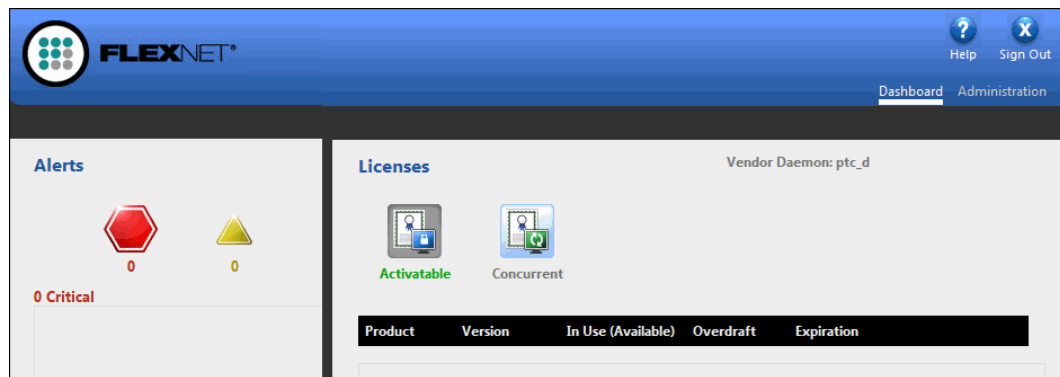 FLEXNET®
Help Sign Out
Dashboard Administration
Alerts
0 0
0 Critical
Licenses
Vendor Daemon: ptc_d
Activatable Concurrent
Product Version In Use (Available) Overdraft Expiration